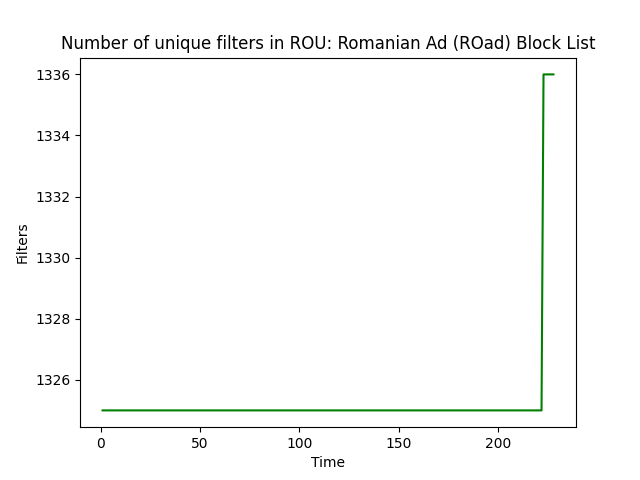 Number of unique filters in ROU: Romanian Ad (ROad) Block List
1336
1334
1332
1330
1328
1326
Filters
0 50 100 150 200
Time